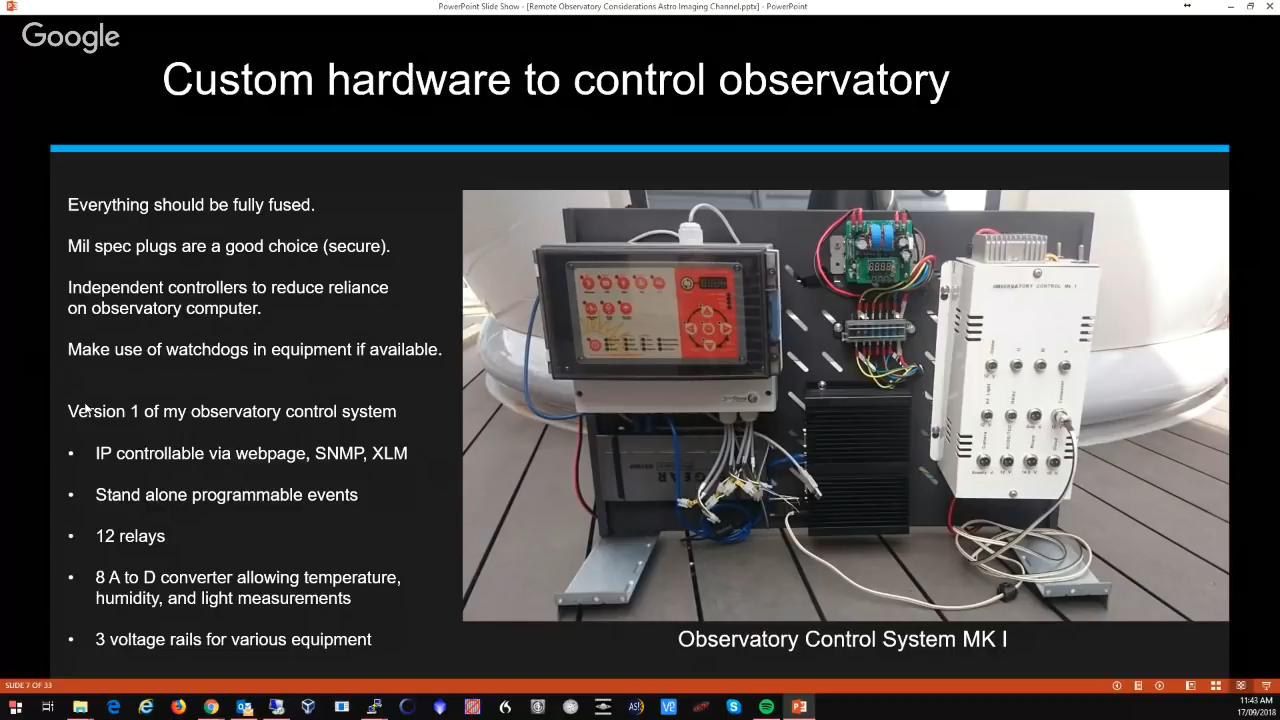 PowerPoint Slide Show - [Remote Observatory Considerations Astro Imaging Channel.pptx] - PowerPoint
Google
Custom hardware to control observatory
Everything should be fully fused.
Mil spec plugs are a good choice (secure).
Independent controllers to reduce reliance
on observatory computer.
Make use of watchdogs in equipment if available.
Version 1 of my observatory control system
• IP controllable via webpage, SNMP, XLM
• Stand alone programmable events
• 12 relays
• 8 A to D converter allowing temperature,
humidity, and light measurements
• 3 voltage rails for various equipment
OBSERVATORY CONTROL MK I
Observatory Control System MK I
SLIDE 7 OF 33
11:43 AM
17/09/2018